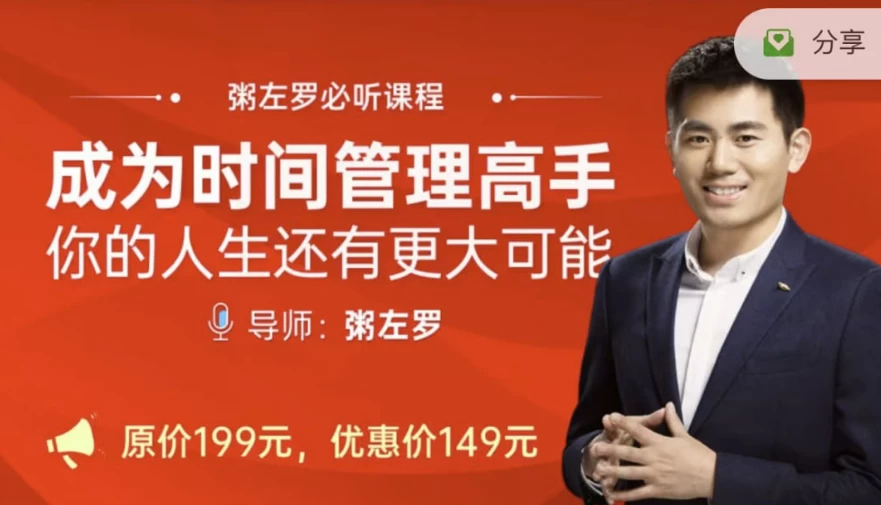 分享
粥左罗必听课程
成为时间管理高手
你的人生还有更大可能
导师：粥左罗
原价199元，优惠价149元